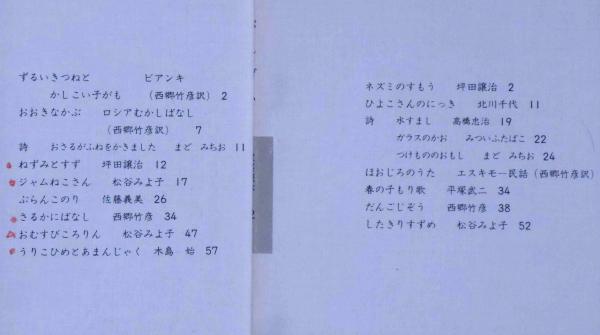 ずるいきつねと　ビアンキ
かしこい子がも　（西郷竹彦訳）　2
おおきなかぶ　ロシアむかしばなし
（西郷竹彦訳）　7
詩　おさるがふねをかきました　まど　みちお　11
ねずみとすず　坪田譲治　12
ジャムねこさん　松谷みよ子　17
ぶらんこのり　佐藤義美　26
さるかにばなし　西郷竹彦　34
おむすびころりん　松谷みよ子　47
うりこひめとあまんじゃく　木島　始　57
ネズミのすもう　坪田譲治　2
ひよこさんのにっき　北川千代　11
詩　水すまし　高橋忠治　19
ガラスのかお　みついふたばこ　22
つけもののおもし　まど　みちお　24
ほおじろのうた　エスキモー民話（西郷竹彦訳）
春の子もり歌　平塚武二　34
だんごじぞう　西郷竹彦　38
したきりすずめ　松谷みよ子　52